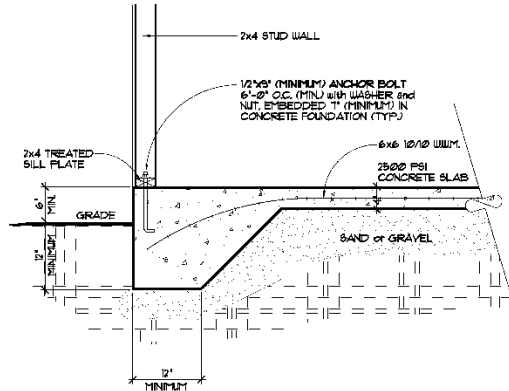 2x4 STUD WALL
1/2"x9" (MINIMUM) ANCHOR BOLT
6'-0" O.C. (MIN.) with WASHER and
NUT, EMBEDDED 7" (MINIMUM) IN
CONCRETE FOUNDATION (TYP.)
2x4 TREATED
SILL PLATE
6x6 10/10 W.W.M.
2500 PSI
CONCRETE SLAB
6"
MIN.
GRADE
12"
MINIMUM
SAND or GRAVEL
12"
MINIMUM